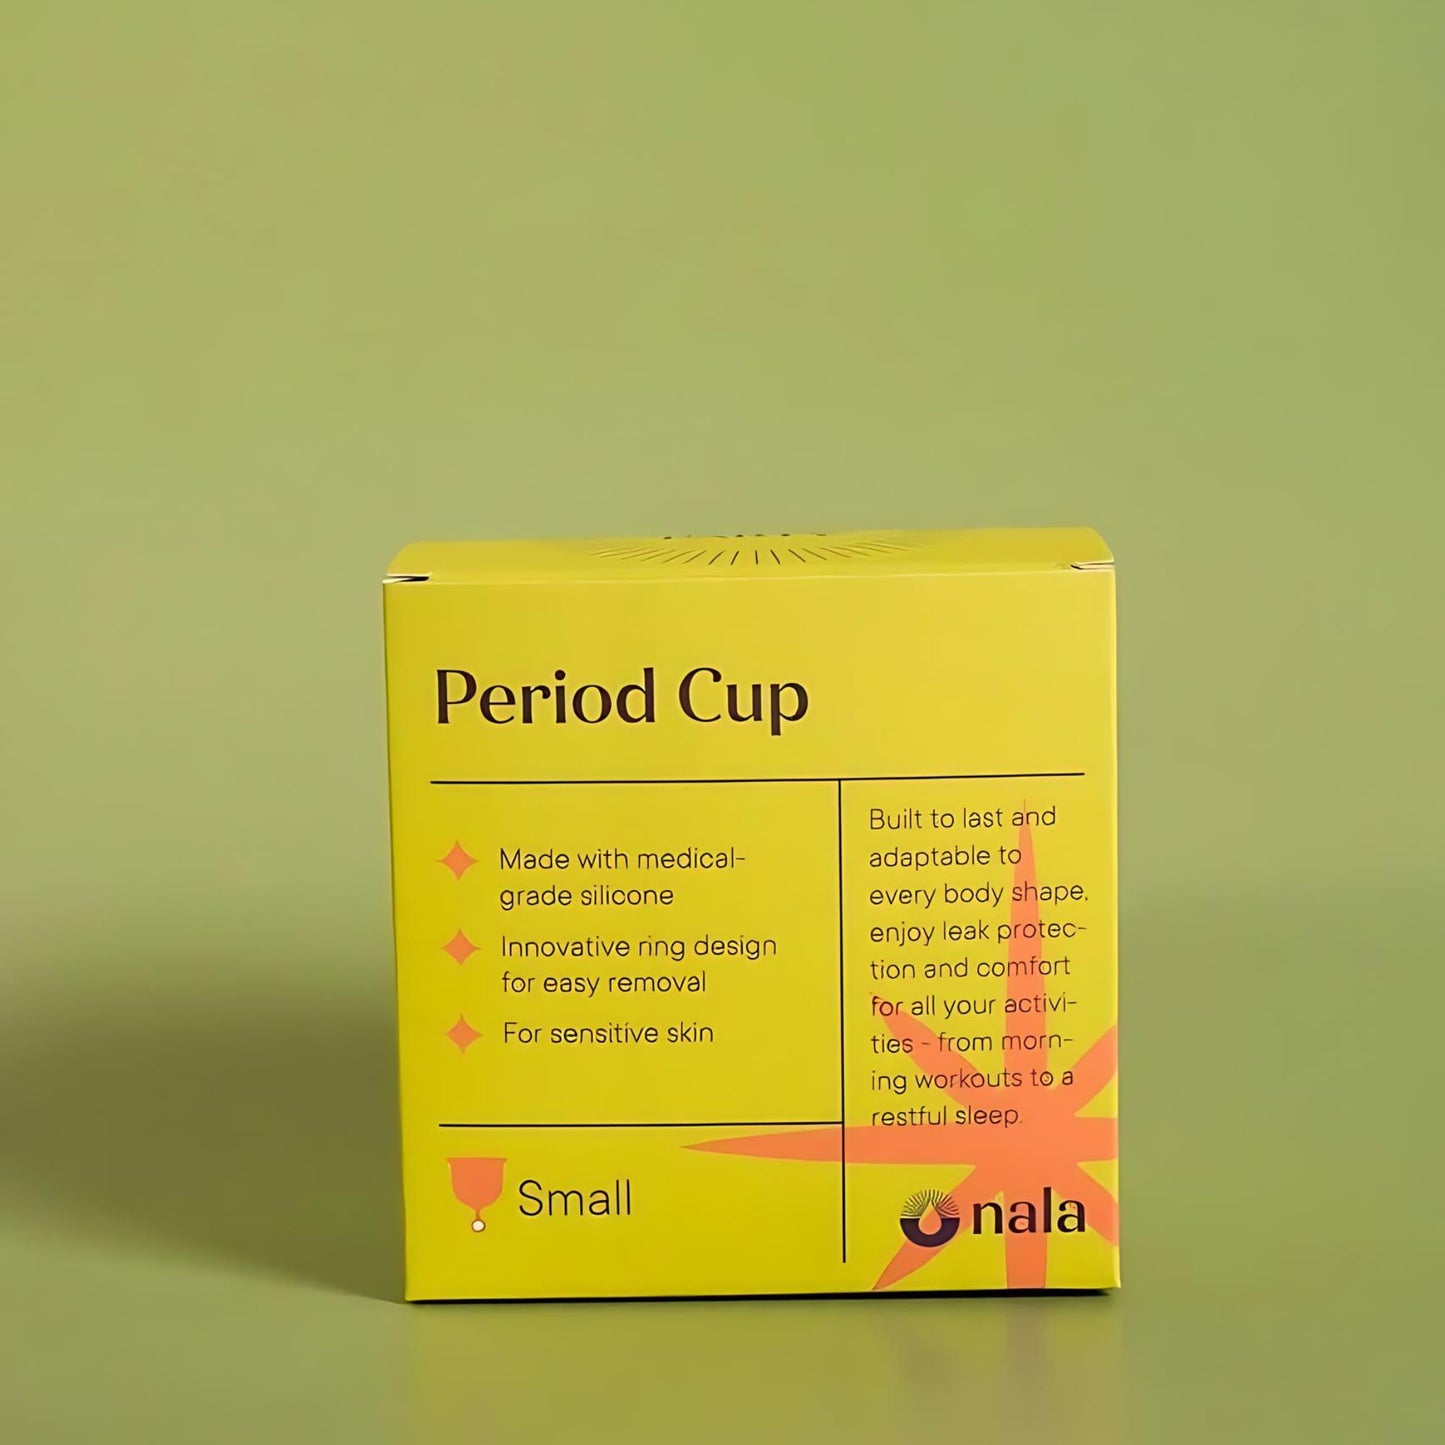 Period Cup
Made with medical-
grade silicone
Innovative ring design
for easy removal
For sensitive skin
Small
Built to last and
adaptable to
every body shape,
enjoy leak protec-
tion and comfort
for all your activi-
ties - from morn-
ing workouts to a
restful sleep.
nala